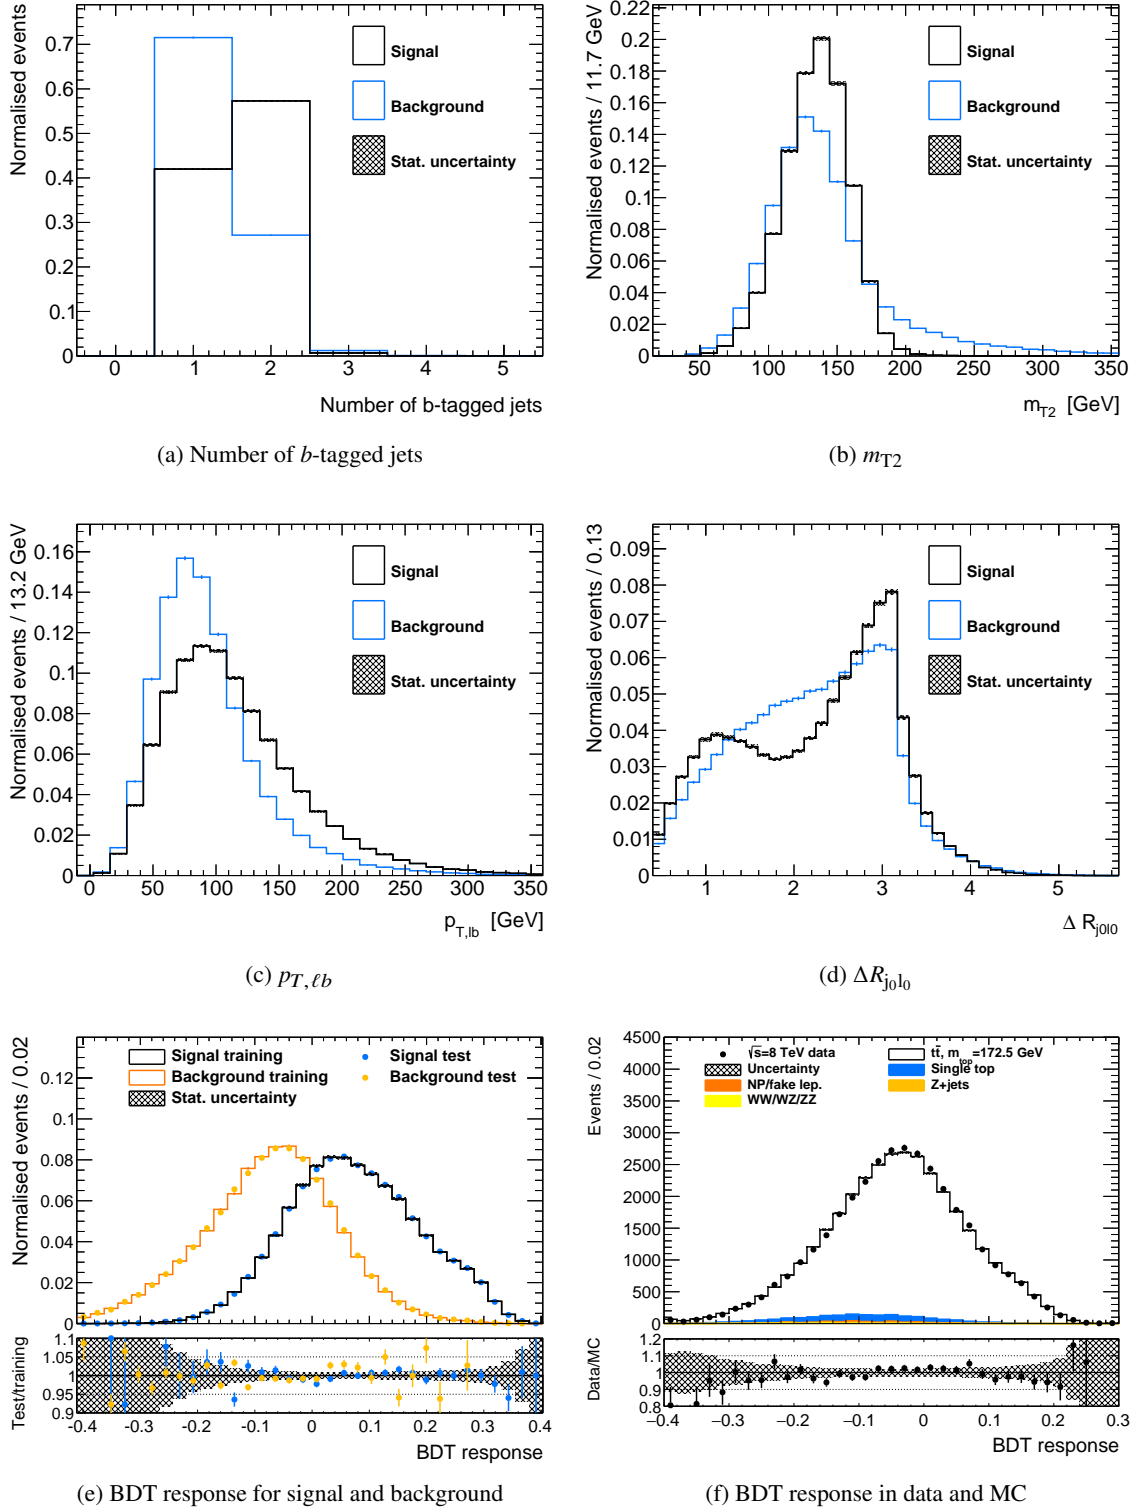 Normalised events
0.7
0.6
0.5
0.4
0.3
0.2
0.1
0
Signal
Background
Stat. uncertainty
0 1 2 3 4 5
Number of b-tagged jets
(a) Number of b-tagged jets
Normalised events / 11.7 GeV
0.22
0.2
0.18
0.16
0.14
0.12
0.1
0.08
0.06
0.04
0.02
0
Signal
Background
Stat. uncertainty
50 100 150 200 250 300 350
m_T2 [GeV]
(b) m_T2
Normalised events / 13.2 GeV
0.16
0.14
0.12
0.1
0.08
0.06
0.04
0.02
0
Signal
Background
Stat. uncertainty
0 50 100 150 200 250 300 350
p_T,lb [GeV]
(c) p_T,ℓb
Normalised events / 0.13
0.09
0.08
0.07
0.06
0.05
0.04
0.03
0.02
0.01
0
Signal
Background
Stat. uncertainty
1 2 3 4 5
Δ R_j0l0
(d) ΔR_j0l0
Normalised events / 0.02
0.12
0.1
0.08
0.06
0.04
0.02
0
Signal training
Background training
Stat. uncertainty
Signal test
Background test
Test/training
1.1
1.05
1
0.95
0.9
−0.4 −0.3 −0.2 −0.1 0 0.1 0.2 0.3 0.4
BDT response
(e) BDT response for signal and background
Events / 0.02
4500
4000
3500
3000
2500
2000
1500
1000
500
0
√s=8 TeV data
Uncertainty
NP/fake lep.
WW/WZ/ZZ
tt̄, m_top=172.5 GeV
Single top
Z+jets
Data/MC
1.2
1.1
1
0.9
0.8
−0.4 −0.3 −0.2 −0.1 0 0.1 0.2 0.3
BDT response
(f) BDT response in data and MC